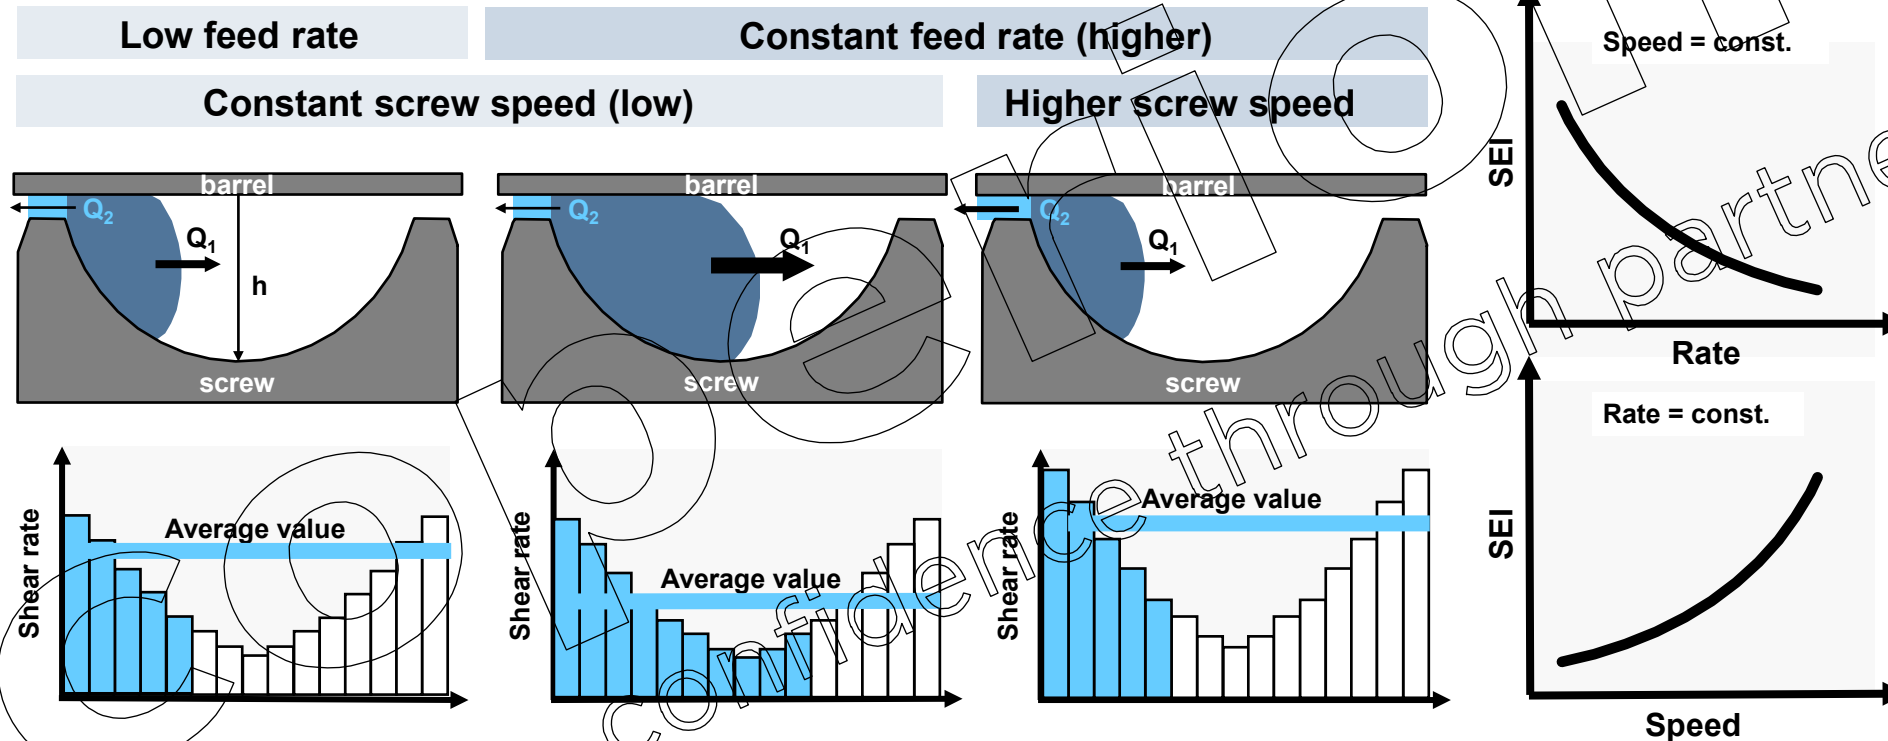 Low feed rate
Constant feed rate (higher)
Constant screw speed (low)
Higher screw speed
barrel
Q2
Q1
h
screw
barrel
Q2
Q1
screw
barrel
Q2
Q1
screw
Shear rate
Average value
Shear rate
Average value
Shear rate
Average value
Speed = const.
SEI
Rate
Rate = const.
SEI
Speed
confidence through partne